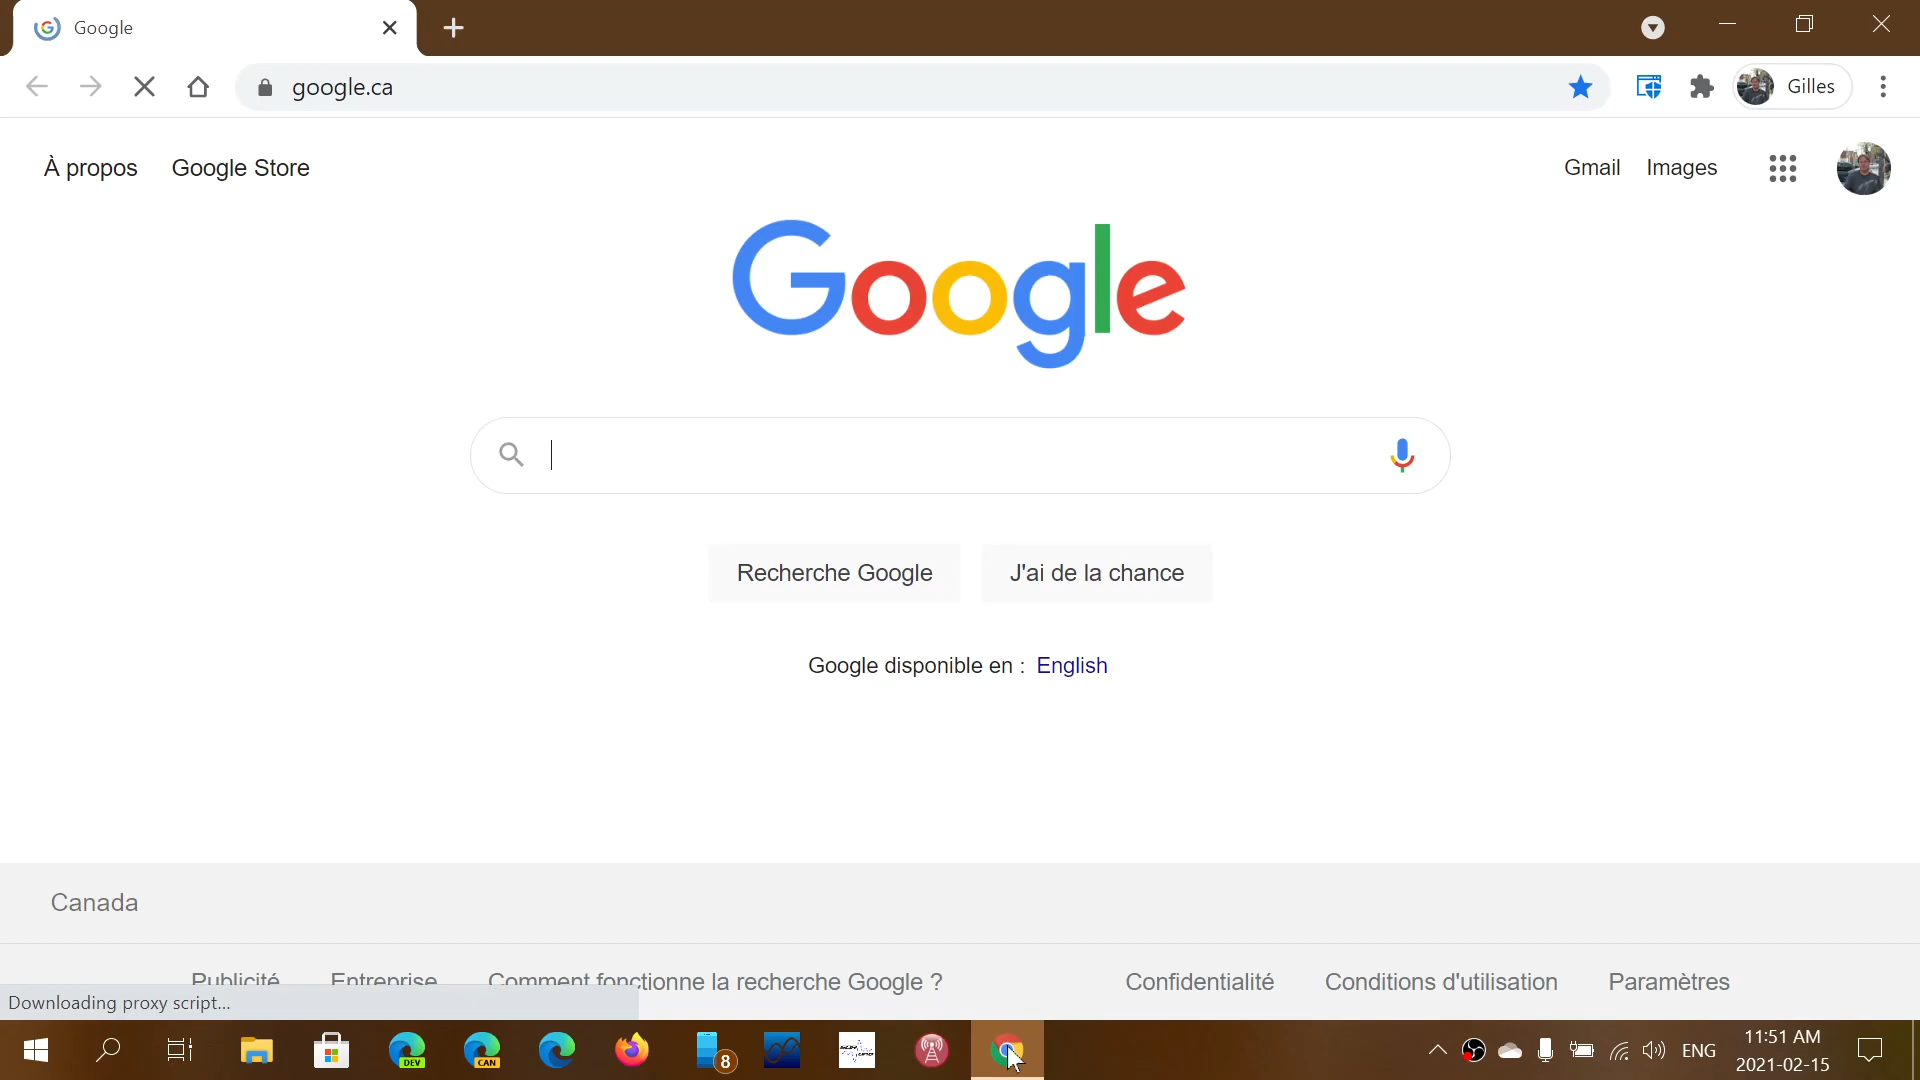 Google
google.ca
Gilles
À propos Google Store
Gmail Images
Google
Recherche Google J'ai de la chance
Google disponible en : English
Canada
Publicité Entreprise Comment fonctionne la recherche Google ? Confidentialité Conditions d'utilisation Paramètres
Downloading proxy script...
DEV
CAN
8
ENG
11:51 AM
2021-02-15